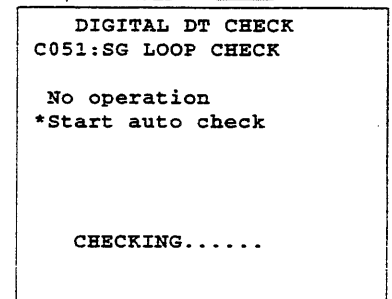 DIGITAL DT CHECK
C051:SG LOOP CHECK
No operation
*Start auto check
CHECKING......